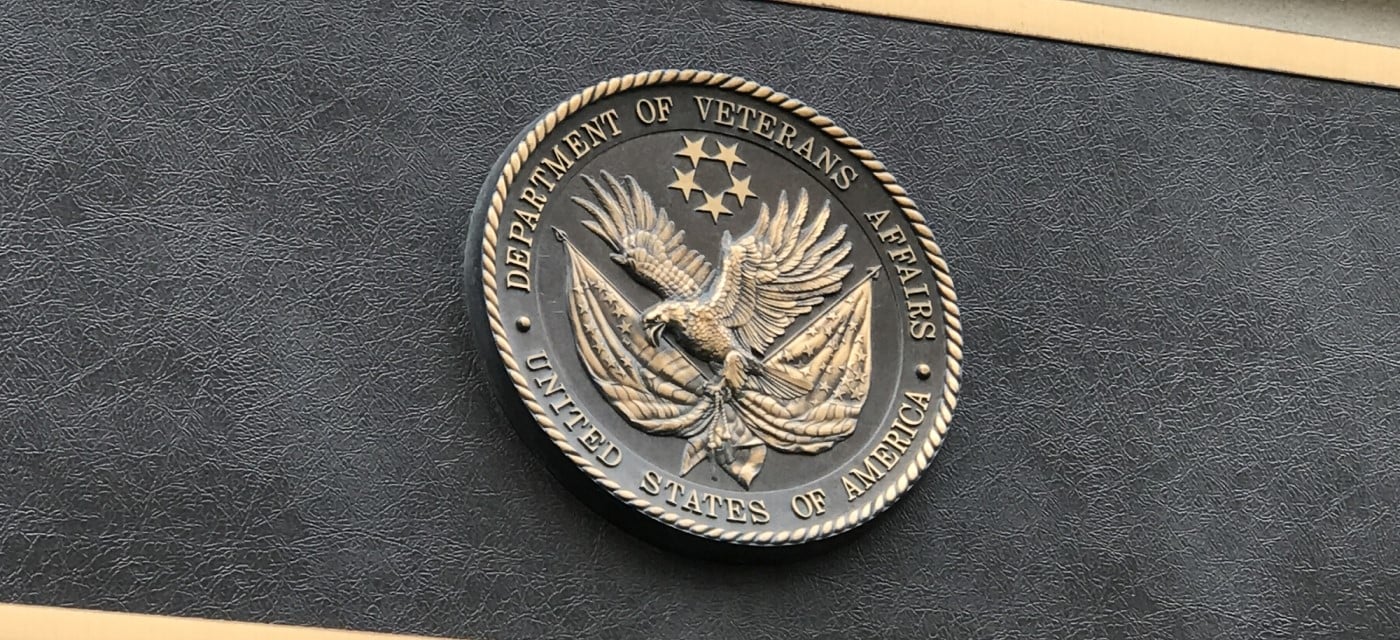 DEPARTMENT OF VETERANS AFFAIRS
UNITED STATES OF AMERICA